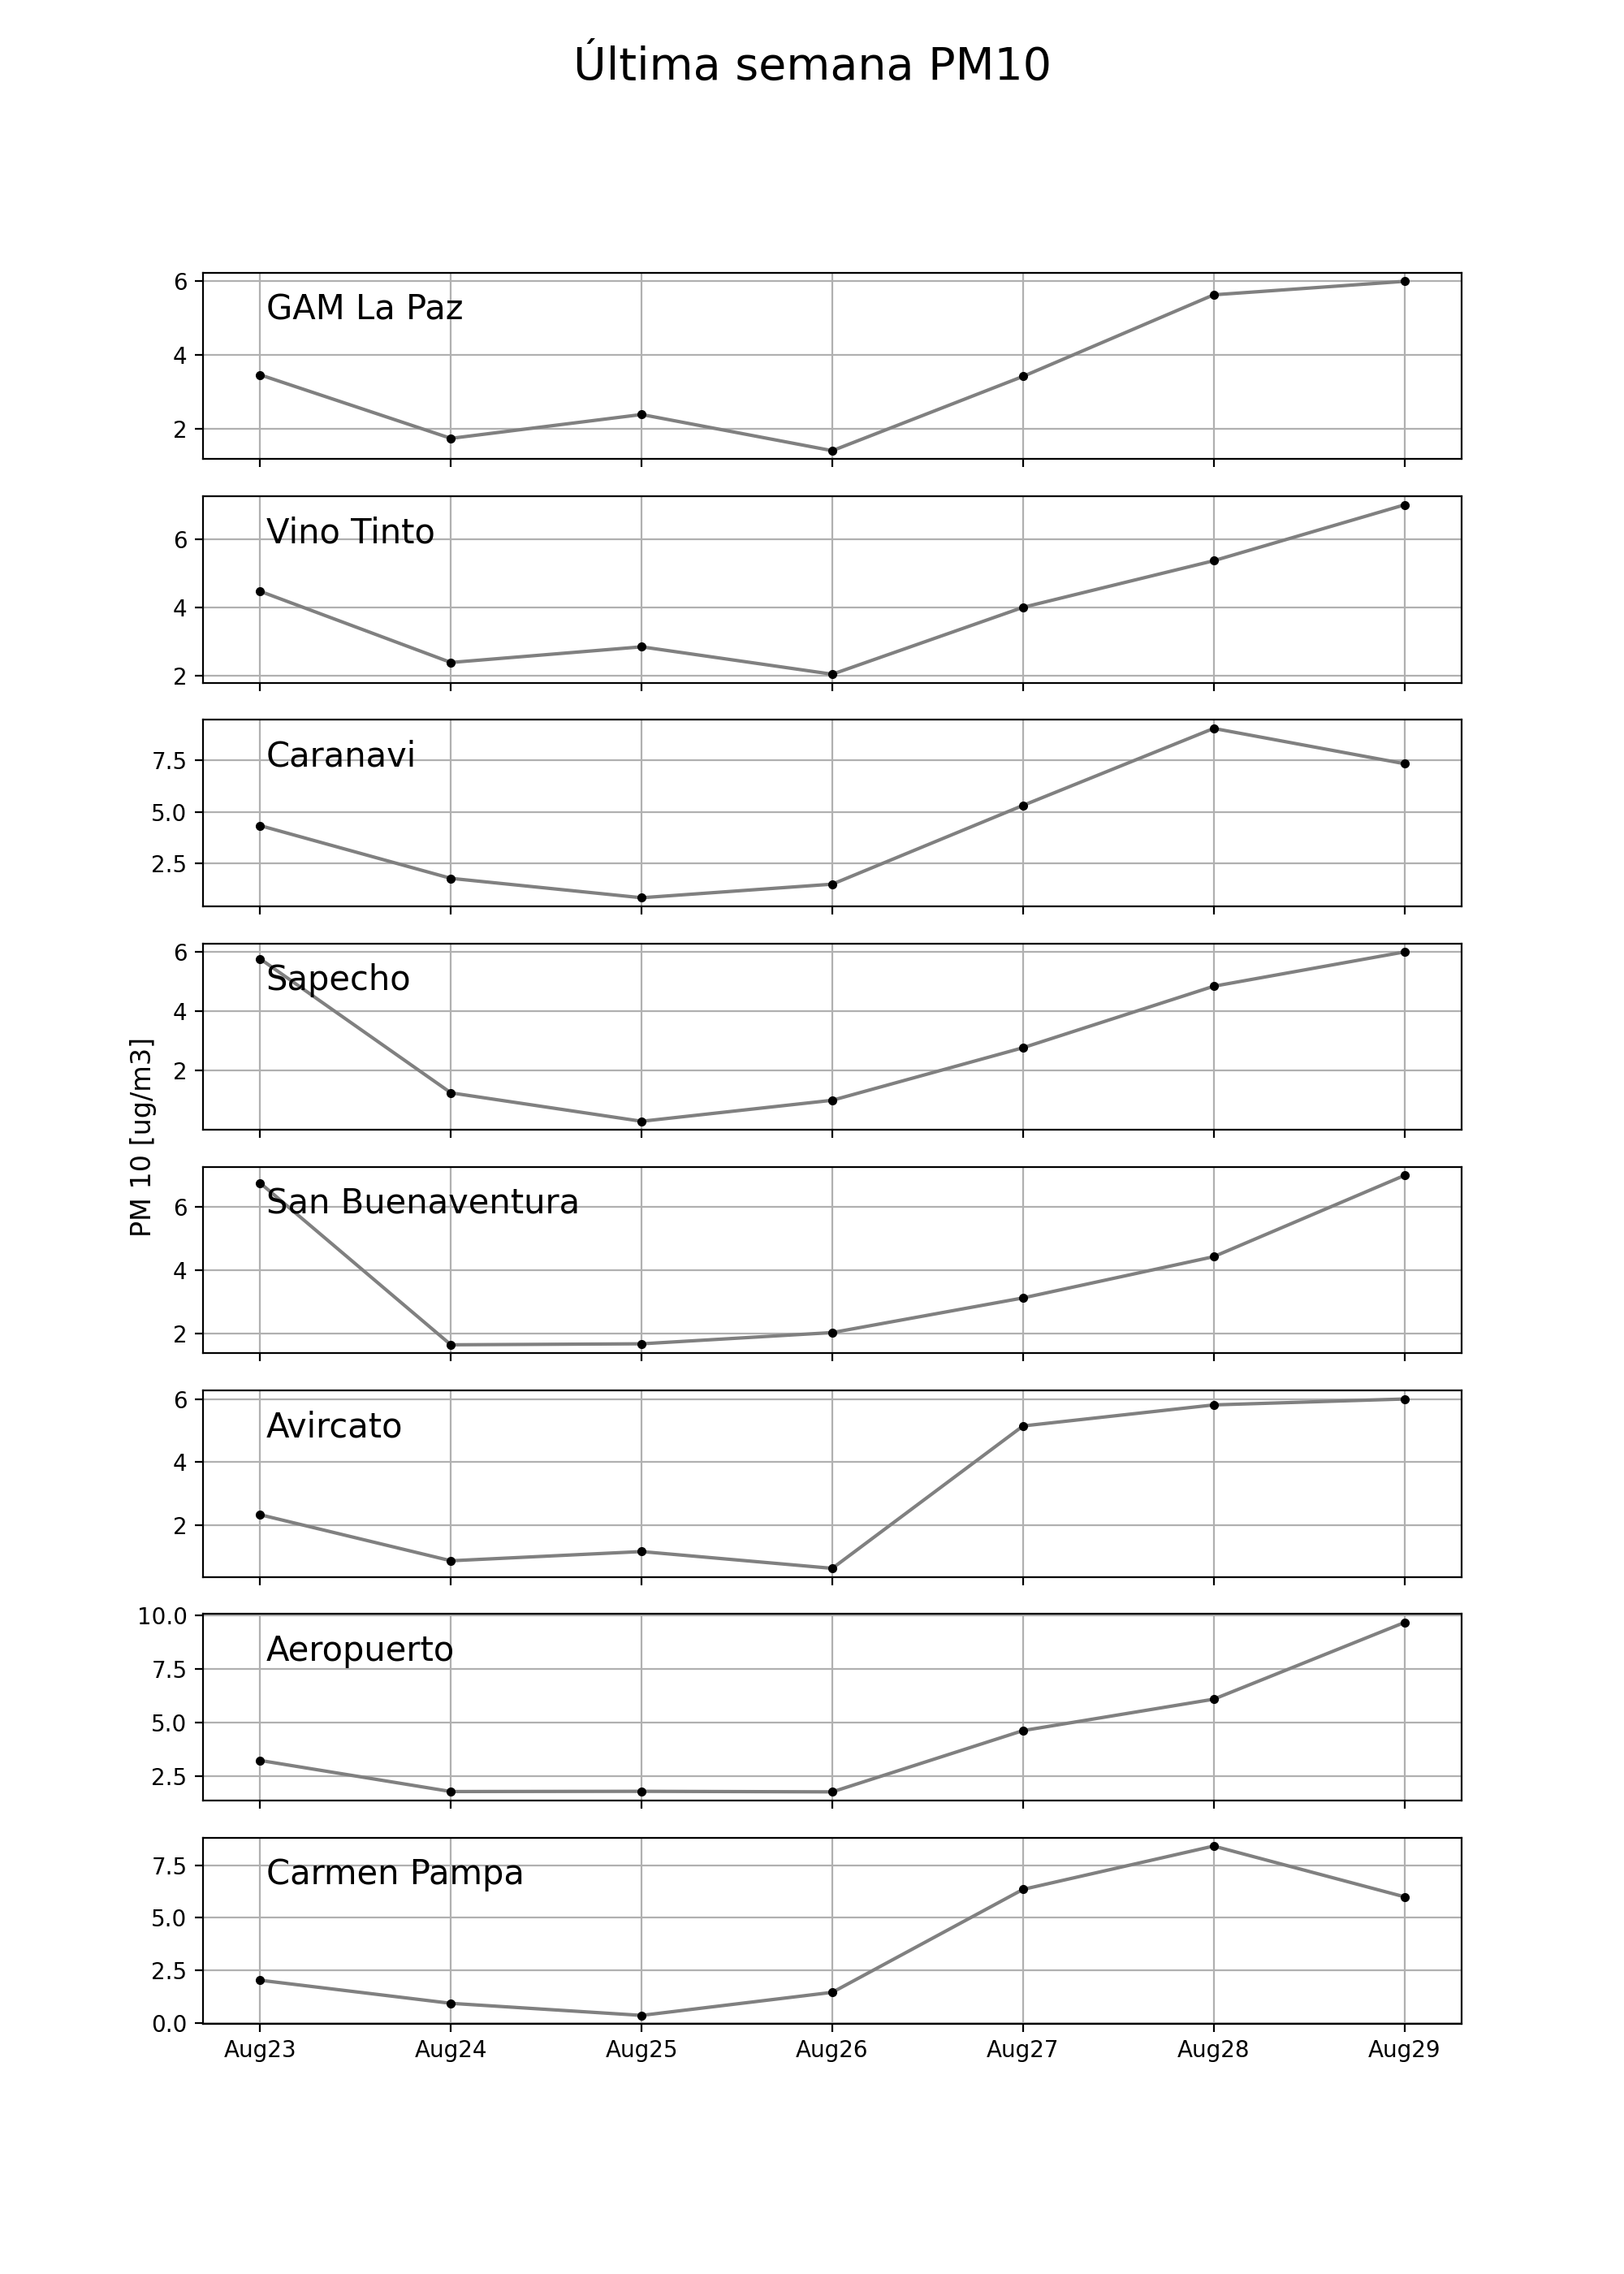 Última semana PM10
PM 10 [ug/m3]
GAM La Paz
6
4
2
Vino Tinto
6
4
2
Caranavi
7.5
5.0
2.5
Sapecho
6
4
2
San Buenaventura
6
4
2
Avircato
6
4
2
Aeropuerto
10.0
7.5
5.0
2.5
Carmen Pampa
7.5
5.0
2.5
0.0
Aug23 Aug24 Aug25 Aug26 Aug27 Aug28 Aug29